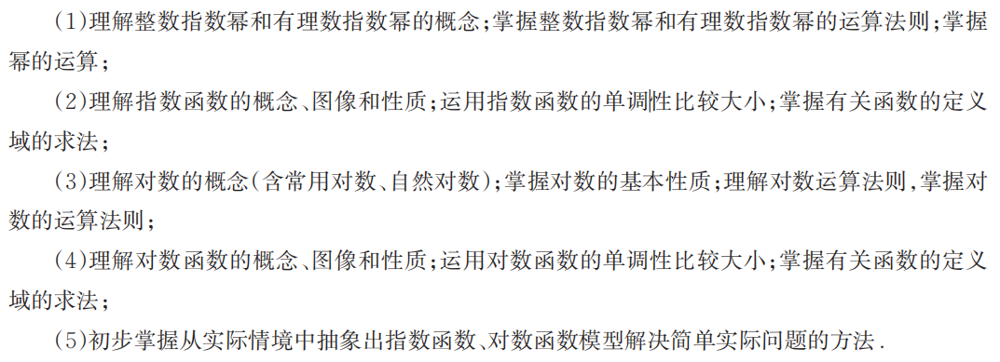 (1)理解整数指数幂和有理数指数幂的概念;掌握整数指数幂和有理数指数幂的运算法则;掌握
幂的运算;
(2)理解指数函数的概念、图像和性质;运用指数函数的单调性比较大小;掌握有关函数的定义
域的求法;
(3)理解对数的概念(含常用对数、自然对数);掌握对数的基本性质;理解对数运算法则,掌握对
数的运算法则;
(4)理解对数函数的概念、图像和性质;运用对数函数的单调性比较大小;掌握有关函数的定义
域的求法;
(5)初步掌握从实际情境中抽象出指数函数、对数函数模型解决简单实际问题的方法.